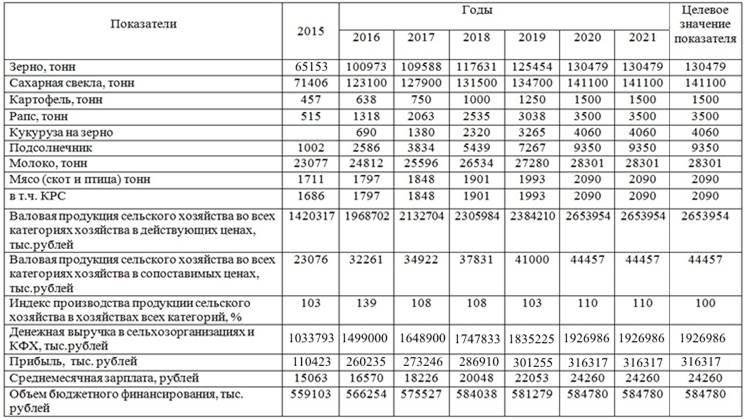 Показатели 2015 Годы Целевое значение показателя
2016 2017 2018 2019 2020 2021
Зерно, тонн 65153 100973 109588 117631 125454 130479 130479 130479
Сахарная свекла, тонн 71406 123100 127900 131500 134700 141100 141100 141100
Картофель, тонн 457 638 750 1000 1250 1500 1500 1500
Рапс, тонн 515 1318 2063 2535 3038 3500 3500 3500
Кукуруза на зерно 690 1380 2320 3265 4060 4060 4060
Подсолнечник 1002 2586 3834 5439 7267 9350 9350 9350
Молоко, тонн 23077 24812 25596 26534 27280 28301 28301 28301
Мясо (скот и птица) тонн 1711 1797 1848 1901 1993 2090 2090 2090
в т.ч. КРС 1686 1797 1848 1901 1993 2090 2090 2090
Валовая продукция сельского хозяйства во всех 1420317 1968702 2132704 2305984 2384210 2653954 2653954 2653954
категориях хозяйства в действующих ценах,
тыс.рублей
Валовая продукция сельского хозяйства во всех 23076 32261 34922 37831 41000 44457 44457 44457
категориях хозяйства в сопоставимых ценах,
тыс.рублей
Индекс производства продукции сельского 103 139 108 108 103 110 110 100
хозяйства в хозяйствах всех категорий, %
Денежная выручка в сельхозорганизациях и 1033793 1499000 1648900 1747833 1835225 1926986 1926986 1926986
КФХ, тыс.рублей
Прибыль, тыс. рублей 110423 260235 273246 286910 301255 316317 316317 316317
Среднемесячная зарплата, рублей 15063 16570 18226 20048 22053 24260 24260 24260
Объем бюджетного финансирования, тыс. 559103 566254 575527 584038 581279 584780 584780 584780
рублей